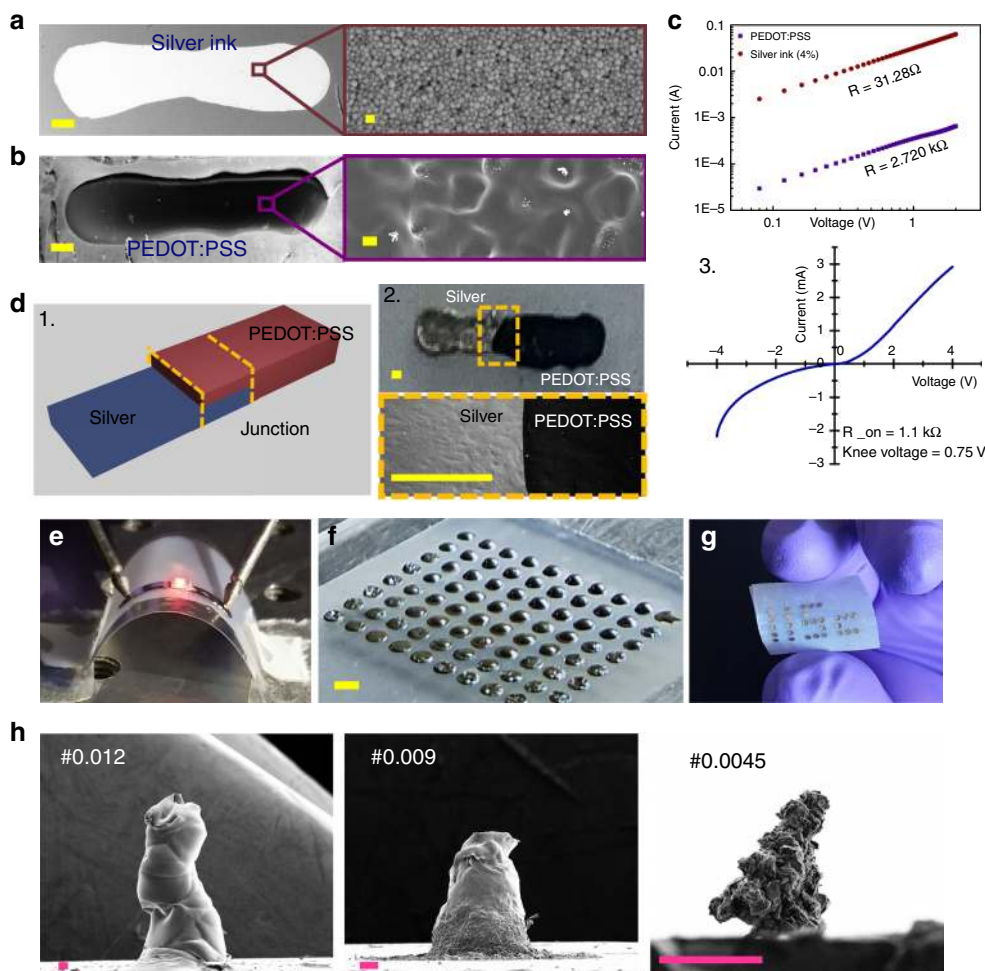 a
Silver ink
b
PEDOT:PSS
c
0.1
0.01
1E–3
1E–4
1E–5
Current (A)
PEDOT:PSS
Silver ink (4%)
R = 31.28Ω
R = 2.720 kΩ
0.1
1
Voltage (V)
d
1.
PEDOT:PSS
Silver
Junction
2.
Silver
PEDOT:PSS
Silver
PEDOT:PSS
3.
Current (mA)
3
2
1
0
–1
–2
–3
–4
–2
0
2
4
Voltage (V)
R _on = 1.1 kΩ
Knee voltage = 0.75 V
e
f
g
h
#0.012
#0.009
#0.0045